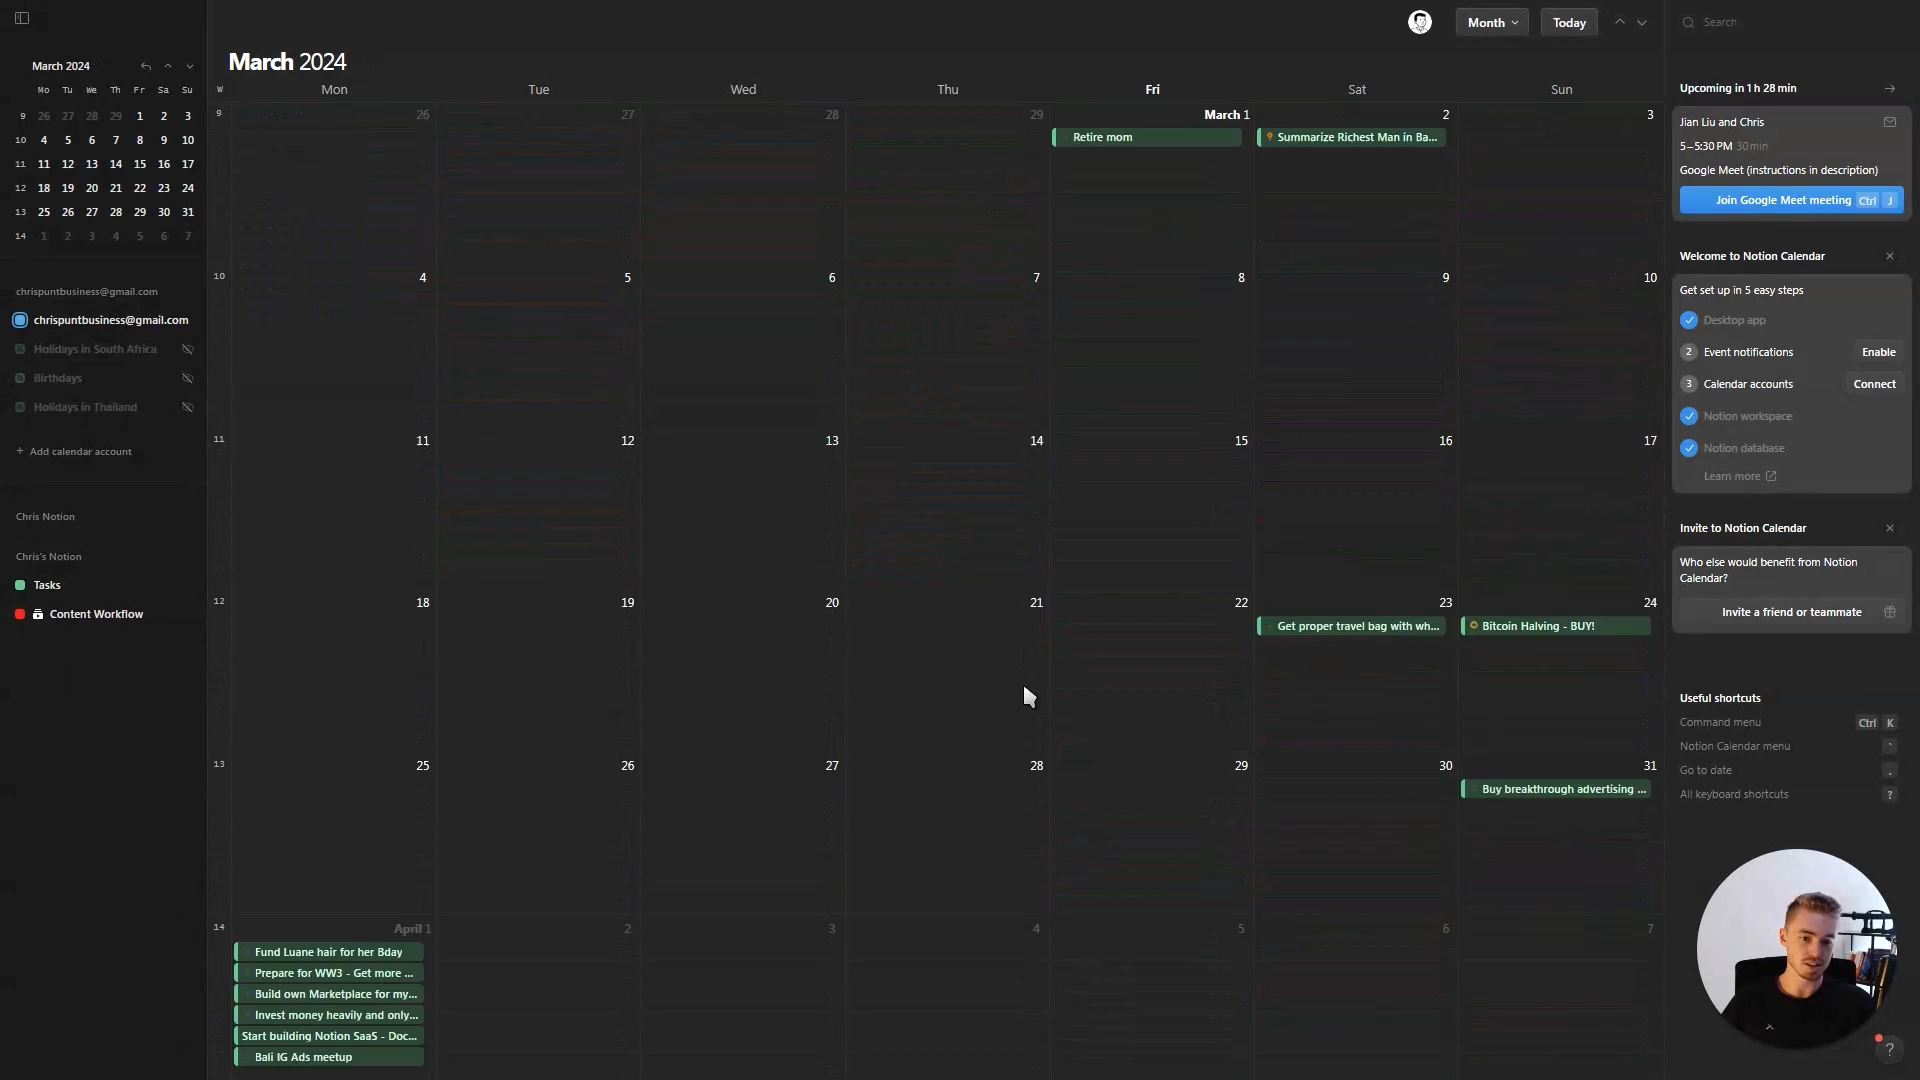 Month
Today
Search
March 2024
Mo Tu We Th Fr Sa Su
9 26 27 28 29 1 2 3
10 4 5 6 7 8 9 10
11 11 12 13 14 15 16 17
12 18 19 20 21 22 23 24
13 25 26 27 28 29 30 31
14 1 2 3 4 5 6 7
chrispuntbusiness@gmail.com
chrispuntbusiness@gmail.com
Holidays in South Africa
Birthdays
Holidays in Thailand
+ Add calendar account
Chris Notion
Chris's Notion
Tasks
Content Workflow
March 2024
W Mon Tue Wed Thu Fri Sat Sun
9 26 27 28 29 March 1 2 3
Retire mom
Summarize Richest Man in Ba...
10 4 5 6 7 8 9 10
11 11 12 13 14 15 16 17
12 18 19 20 21 22 23 24
Get proper travel bag with wh...
Bitcoin Halving - BUY!
13 25 26 27 28 29 30 31
Buy breakthrough advertising ...
14 April 1 2 3 4 5 6 7
Fund Luane hair for her Bday
Prepare for WW3 - Get more ...
Build own Marketplace for my...
Invest money heavily and only...
Start building Notion SaaS - Doc...
Bali IG Ads meetup
Upcoming in 1 h 28 min
Jian Liu and Chris
5–5:30 PM 30 min
Google Meet (instructions in description)
Join Google Meet meeting Ctrl J
Welcome to Notion Calendar
Get set up in 5 easy steps
Desktop app
2 Event notifications Enable
3 Calendar accounts Connect
Notion workspace
Notion database
Learn more
Invite to Notion Calendar
Who else would benefit from Notion
Calendar?
Invite a friend or teammate
Useful shortcuts
Command menu Ctrl K
Notion Calendar menu `
Go to date .
All keyboard shortcuts ?
?